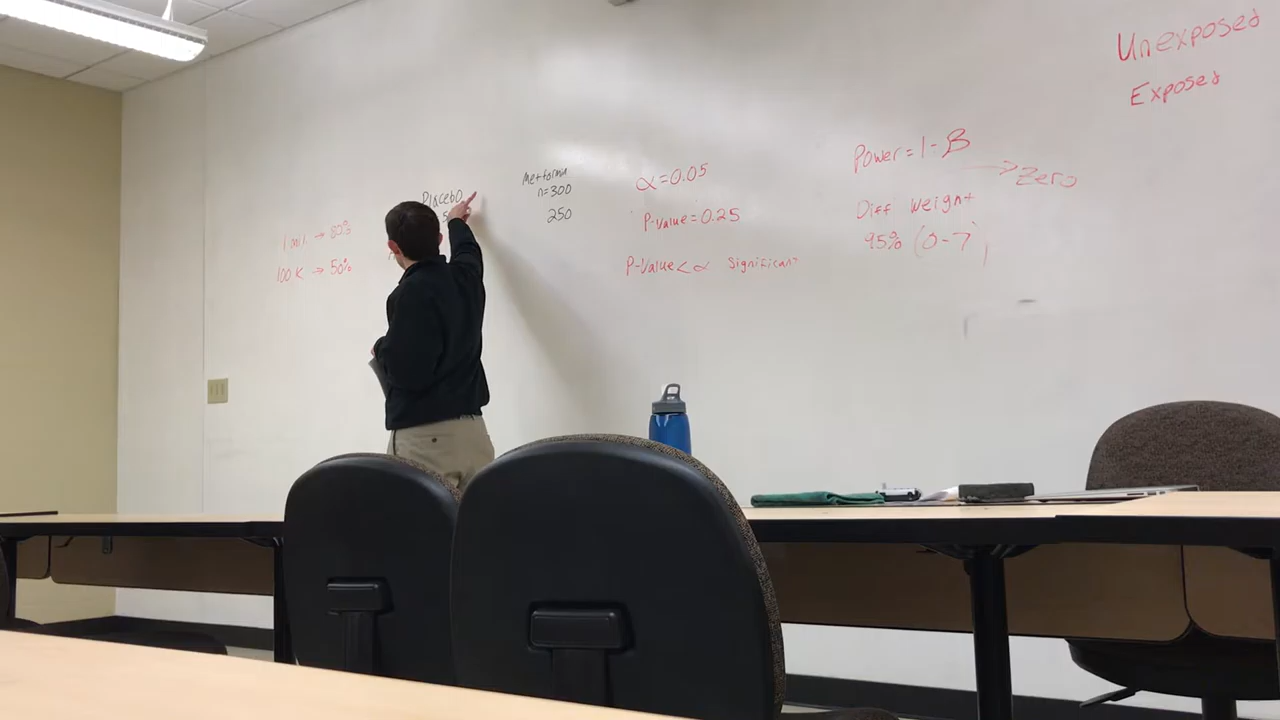 Unexposed
Exposed
1 mil → 80%
100 K → 50%
Placebo
Metformin
n=300
250
α=0.05
P-Value=0.25
P-Value<α Significant
Power=1-B
→ Zero
Diff Weight
95% (0-7)